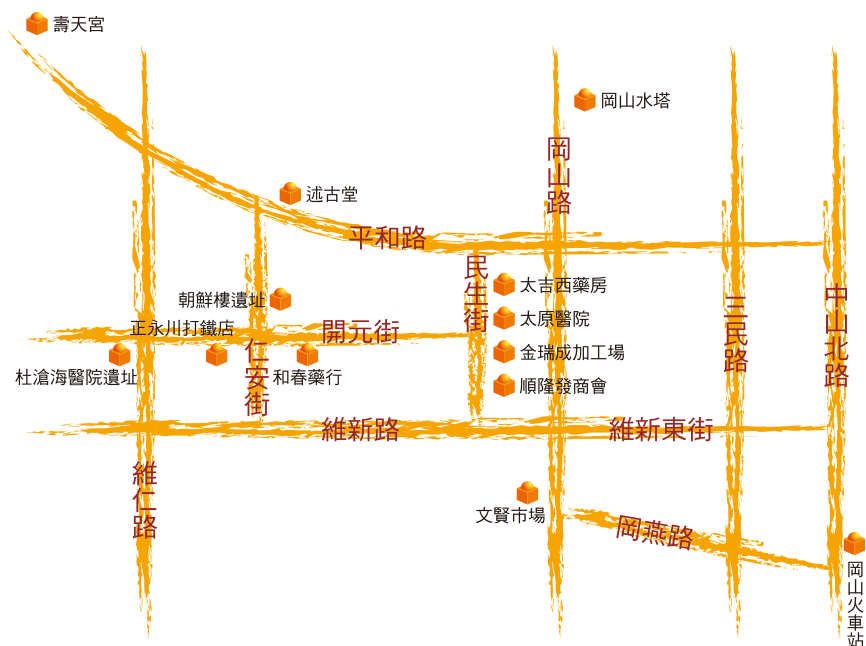 壽天宮
岡山水塔
岡山路
述古堂
平和路
民生街
太吉西藥房
太原醫院
金瑞成加工場
順隆發商會
朝鮮樓遺址
正永川打鐵店
開元街
杜滄海醫院遺址
仁安街
和春藥行
三民路
中山北路
維新路
維新東街
維仁路
文賢市場
岡燕路
岡山火車站